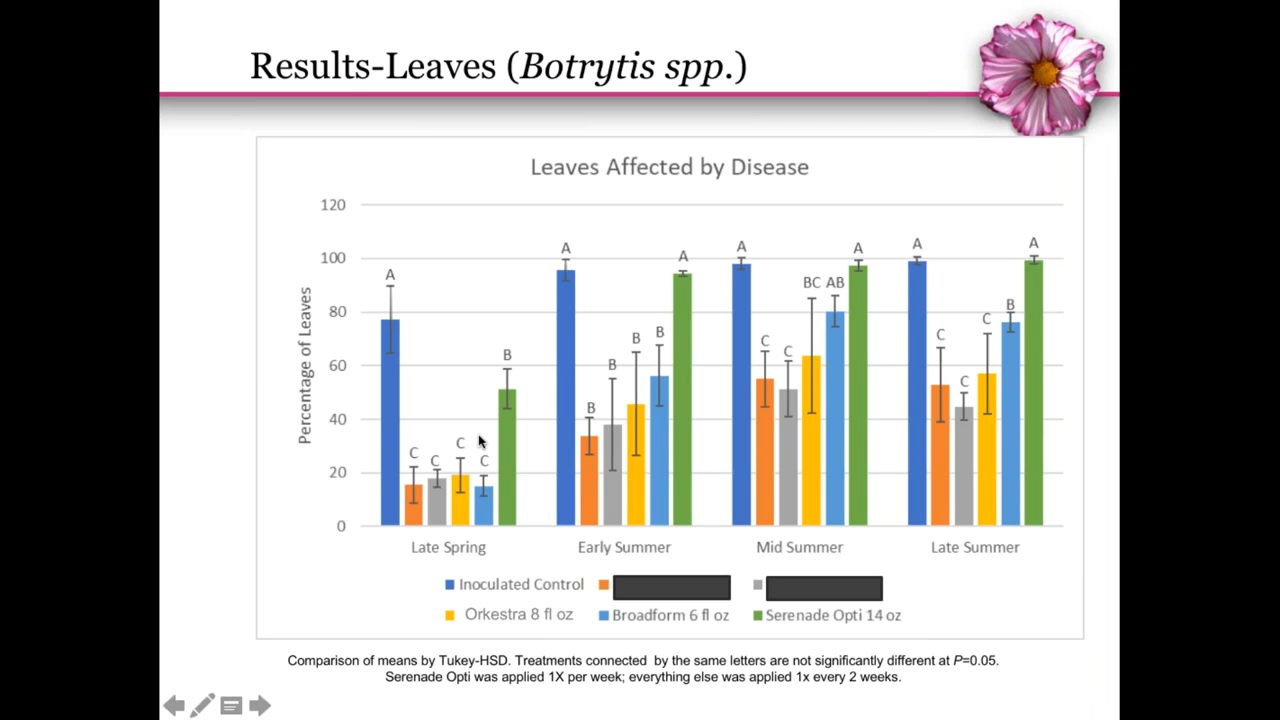 Results-Leaves (Botrytis spp.)
Leaves Affected by Disease
Percentage of Leaves
120
100
80
60
40
20
0
A C C C C B
A B B B B A
A C C BC AB A
A C C C B A
Late Spring Early Summer Mid Summer Late Summer
Inoculated Control
Orkestra 8 fl oz Broadform 6 fl oz Serenade Opti 14 oz
Comparison of means by Tukey-HSD. Treatments connected by the same letters are not significantly different at P=0.05.
Serenade Opti was applied 1X per week; everything else was applied 1x every 2 weeks.